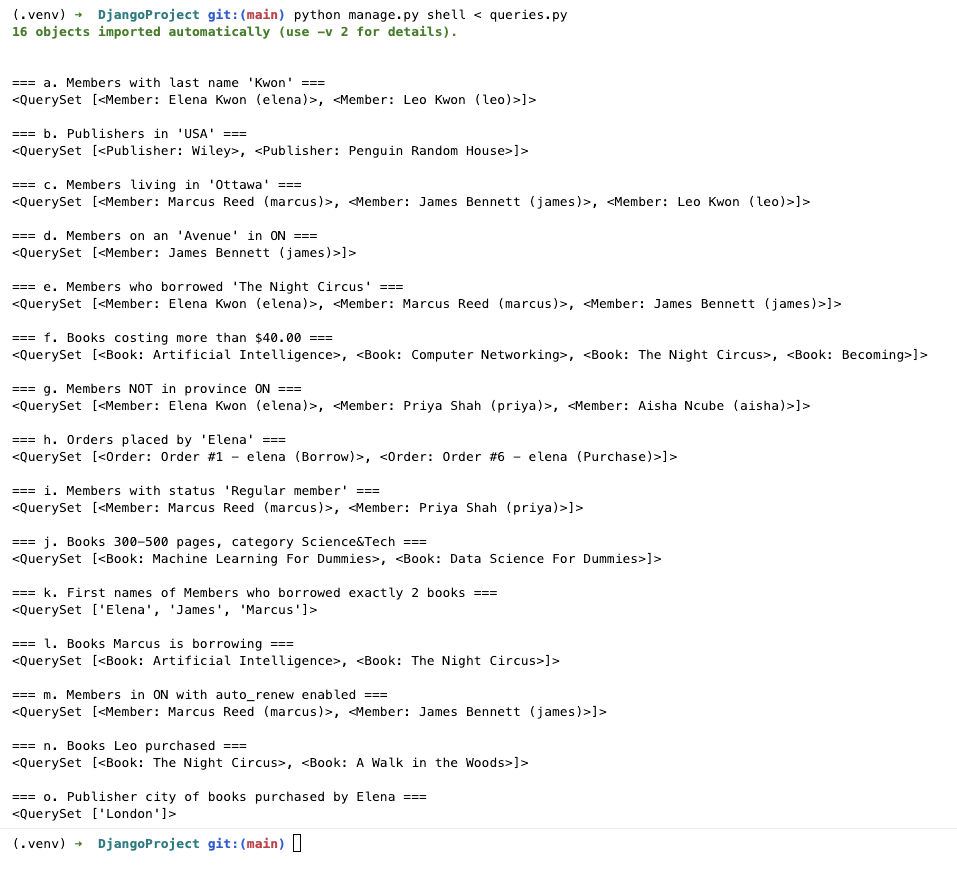 (.venv) ➜  DjangoProject git:(main) python manage.py shell < queries.py
16 objects imported automatically (use -v 2 for details).
=== a. Members with last name 'Kwon' ===
<QuerySet [<Member: Elena Kwon (elena)>, <Member: Leo Kwon (leo)>]>
=== b. Publishers in 'USA' ===
<QuerySet [<Publisher: Wiley>, <Publisher: Penguin Random House>]>
=== c. Members living in 'Ottawa' ===
<QuerySet [<Member: Marcus Reed (marcus)>, <Member: James Bennett (james)>, <Member: Leo Kwon (leo)>]>
=== d. Members on an 'Avenue' in ON ===
<QuerySet [<Member: James Bennett (james)>]>
=== e. Members who borrowed 'The Night Circus' ===
<QuerySet [<Member: Elena Kwon (elena)>, <Member: Marcus Reed (marcus)>, <Member: James Bennett (james)>]>
=== f. Books costing more than $40.00 ===
<QuerySet [<Book: Artificial Intelligence>, <Book: Computer Networking>, <Book: The Night Circus>, <Book: Becoming>]>
=== g. Members NOT in province ON ===
<QuerySet [<Member: Elena Kwon (elena)>, <Member: Priya Shah (priya)>, <Member: Aisha Ncube (aisha)>]>
=== h. Orders placed by 'Elena' ===
<QuerySet [<Order: Order #1 - elena (Borrow)>, <Order: Order #6 - elena (Purchase)>]>
=== i. Members with status 'Regular member' ===
<QuerySet [<Member: Marcus Reed (marcus)>, <Member: Priya Shah (priya)>]>
=== j. Books 300-500 pages, category Science&Tech ===
<QuerySet [<Book: Machine Learning For Dummies>, <Book: Data Science For Dummies>]>
=== k. First names of Members who borrowed exactly 2 books ===
<QuerySet ['Elena', 'James', 'Marcus']>
=== l. Books Marcus is borrowing ===
<QuerySet [<Book: Artificial Intelligence>, <Book: The Night Circus>]>
=== m. Members in ON with auto_renew enabled ===
<QuerySet [<Member: Marcus Reed (marcus)>, <Member: James Bennett (james)>]>
=== n. Books Leo purchased ===
<QuerySet [<Book: The Night Circus>, <Book: A Walk in the Woods>]>
=== o. Publisher city of books purchased by Elena ===
<QuerySet ['London']>
(.venv) ➜  DjangoProject git:(main)